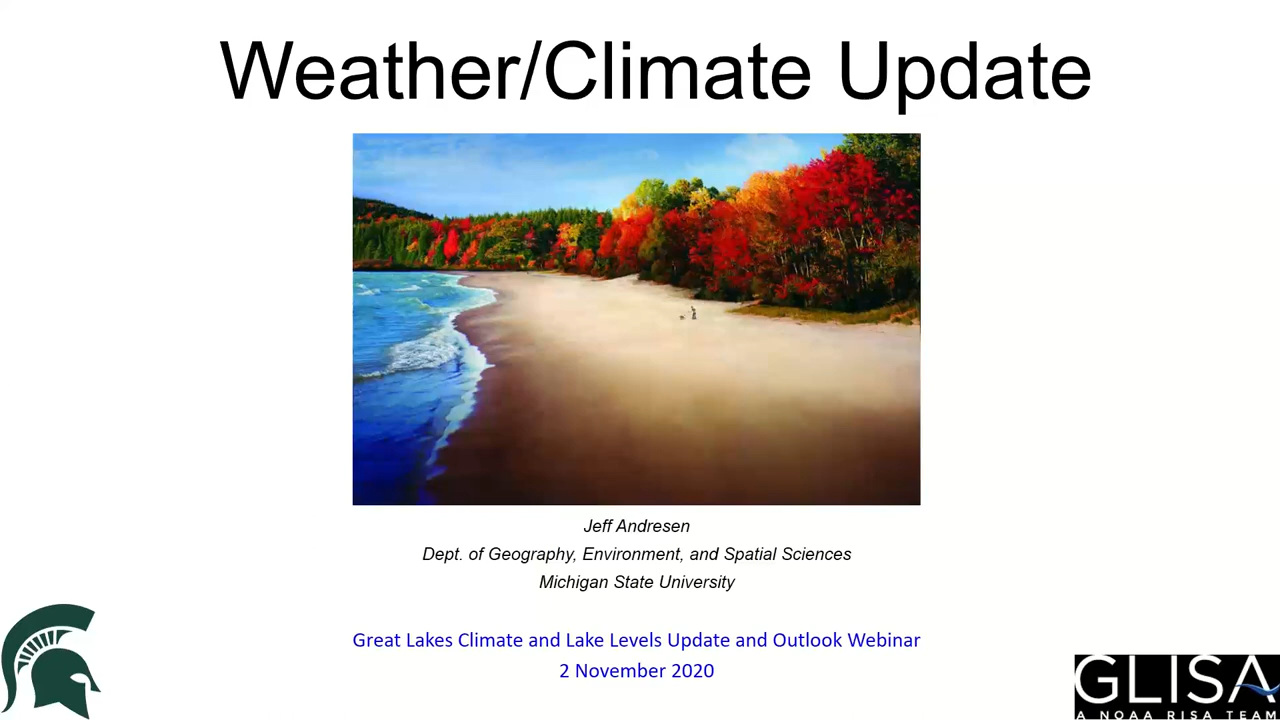 Weather/Climate Update
Jeff Andresen
Dept. of Geography, Environment, and Spatial Sciences
Michigan State University
Great Lakes Climate and Lake Levels Update and Outlook Webinar
2 November 2020
GLISA
A NOAA RISA TEAM